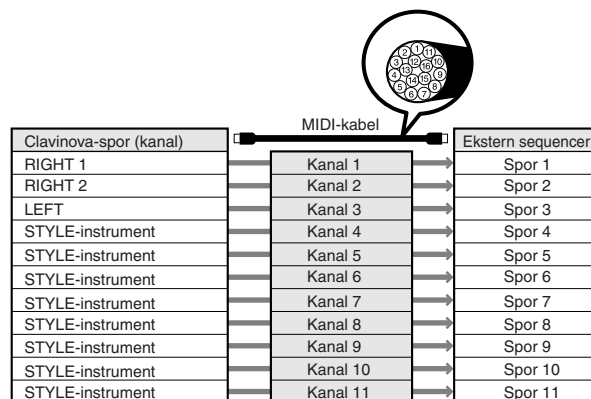 2 1 11
3 12 16 10
13
4 14 15 9
5 6 7 8
MIDI-kabel
Clavinova-spor (kanal) Ekstern sequencer
RIGHT 1 Kanal 1 Spor 1
RIGHT 2 Kanal 2 Spor 2
LEFT Kanal 3 Spor 3
STYLE-instrument Kanal 4 Spor 4
STYLE-instrument Kanal 5 Spor 5
STYLE-instrument Kanal 6 Spor 6
STYLE-instrument Kanal 7 Spor 7
STYLE-instrument Kanal 8 Spor 8
STYLE-instrument Kanal 9 Spor 9
STYLE-instrument Kanal 10 Spor 10
STYLE-instrument Kanal 11 Spor 11